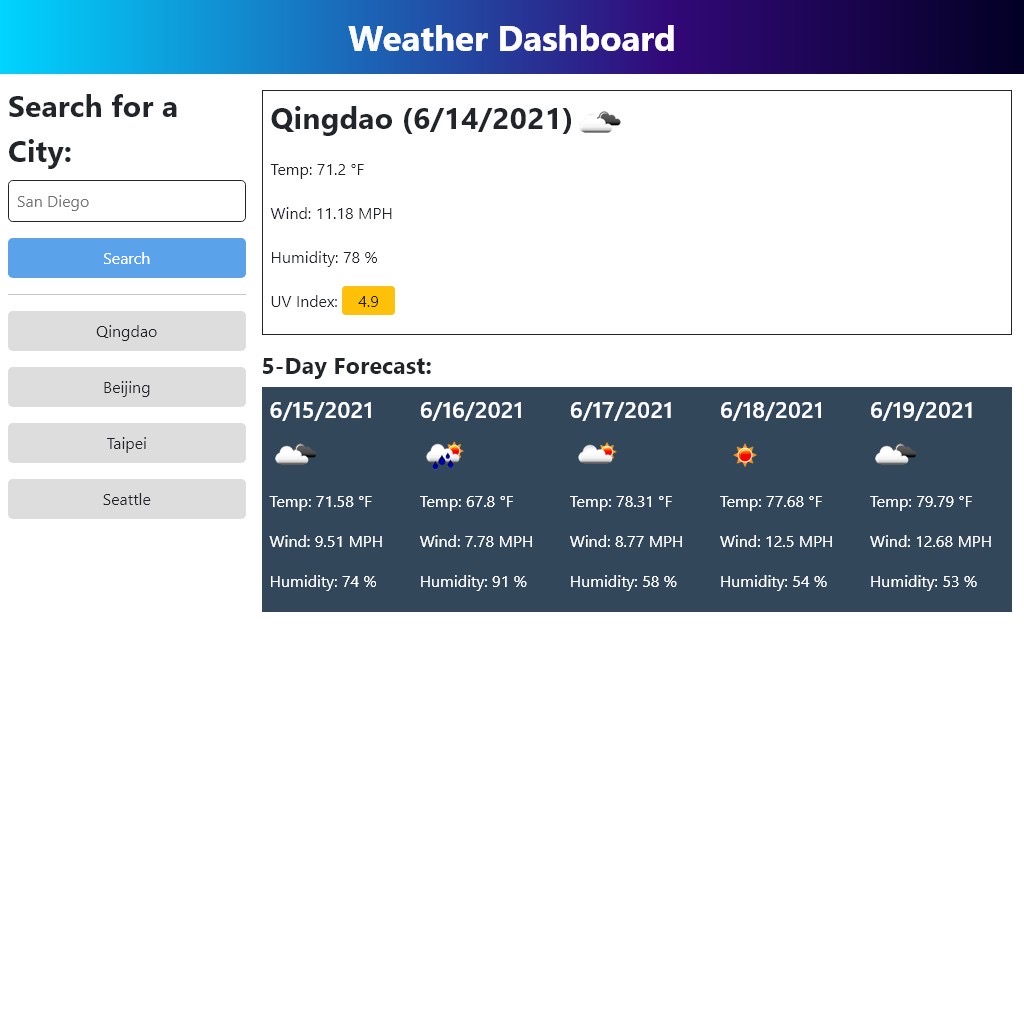 Weather Dashboard
Search for a
City:
San Diego
Search
Qingdao
Beijing
Taipei
Seattle
Qingdao (6/14/2021)
Temp: 71.2 °F
Wind: 11.18 MPH
Humidity: 78 %
UV Index: 4.9
5-Day Forecast:
6/15/2021
Temp: 71.58 °F
Wind: 9.51 MPH
Humidity: 74 %
6/16/2021
Temp: 67.8 °F
Wind: 7.78 MPH
Humidity: 91 %
6/17/2021
Temp: 78.31 °F
Wind: 8.77 MPH
Humidity: 58 %
6/18/2021
Temp: 77.68 °F
Wind: 12.5 MPH
Humidity: 54 %
6/19/2021
Temp: 79.79 °F
Wind: 12.68 MPH
Humidity: 53 %